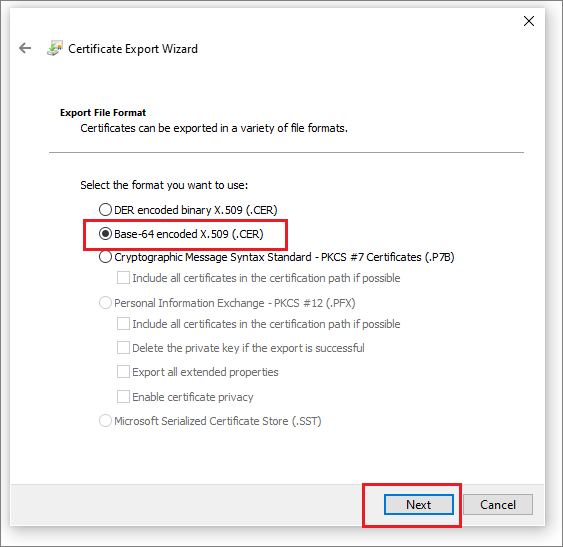 Certificate Export Wizard
Export File Format
Certificates can be exported in a variety of file formats.
Select the format you want to use:
DER encoded binary X.509 (.CER)
Base-64 encoded X.509 (.CER)
Cryptographic Message Syntax Standard - PKCS #7 Certificates (.P7B)
Include all certificates in the certification path if possible
Personal Information Exchange - PKCS #12 (.PFX)
Include all certificates in the certification path if possible
Delete the private key if the export is successful
Export all extended properties
Enable certificate privacy
Microsoft Serialized Certificate Store (.SST)
Next
Cancel